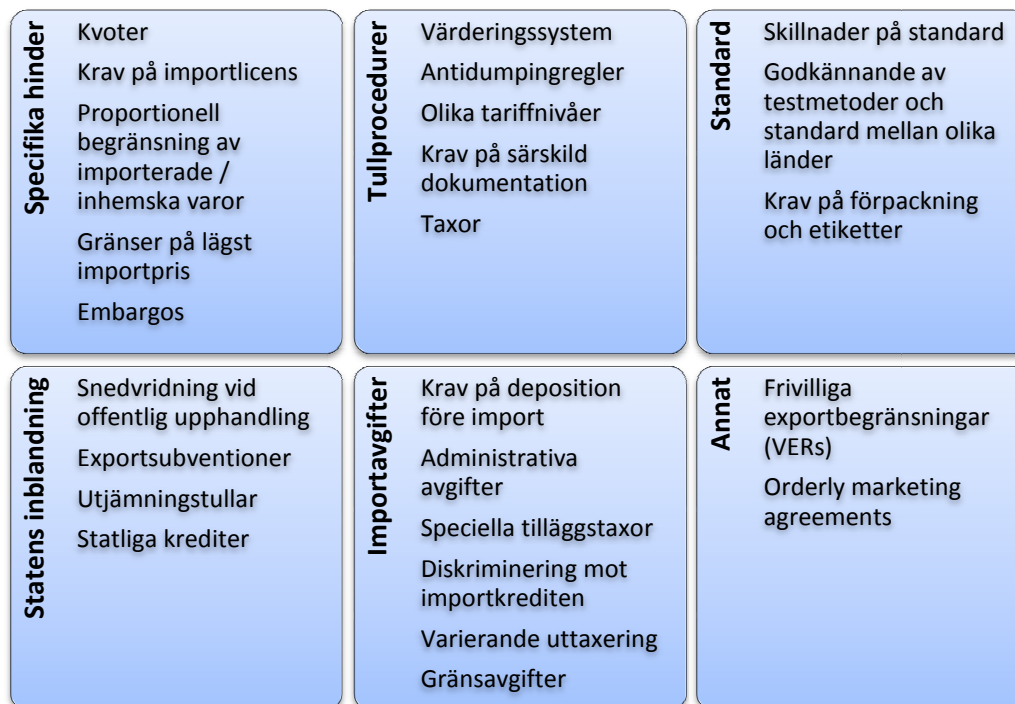 Specifika hinder
Kvoter
Krav på importlicens
Proportionell
begränsning av
importerade /
inhemska varor
Gränser på lägst
importpris
Embargos
Tullprocedurer
Värderingssystem
Antidumpingregler
Olika tariffnivåer
Krav på särskild
dokumentation
Taxor
Standard
Skillnader på standard
Godkännande av
testmetoder och
standard mellan olika
länder
Krav på förpackning
och etiketter
Statens inblandning
Snedvridning vid
offentlig upphandling
Exportsubventioner
Utjämningstullar
Statliga krediter
Importavgifter
Krav på deposition
före import
Administrativa
avgifter
Speciella tilläggstaxor
Diskriminering mot
importkrediten
Varierande uttaxering
Gränsavgifter
Annat
Frivilliga
exportbegränsningar
(VERs)
Orderly marketing
agreements